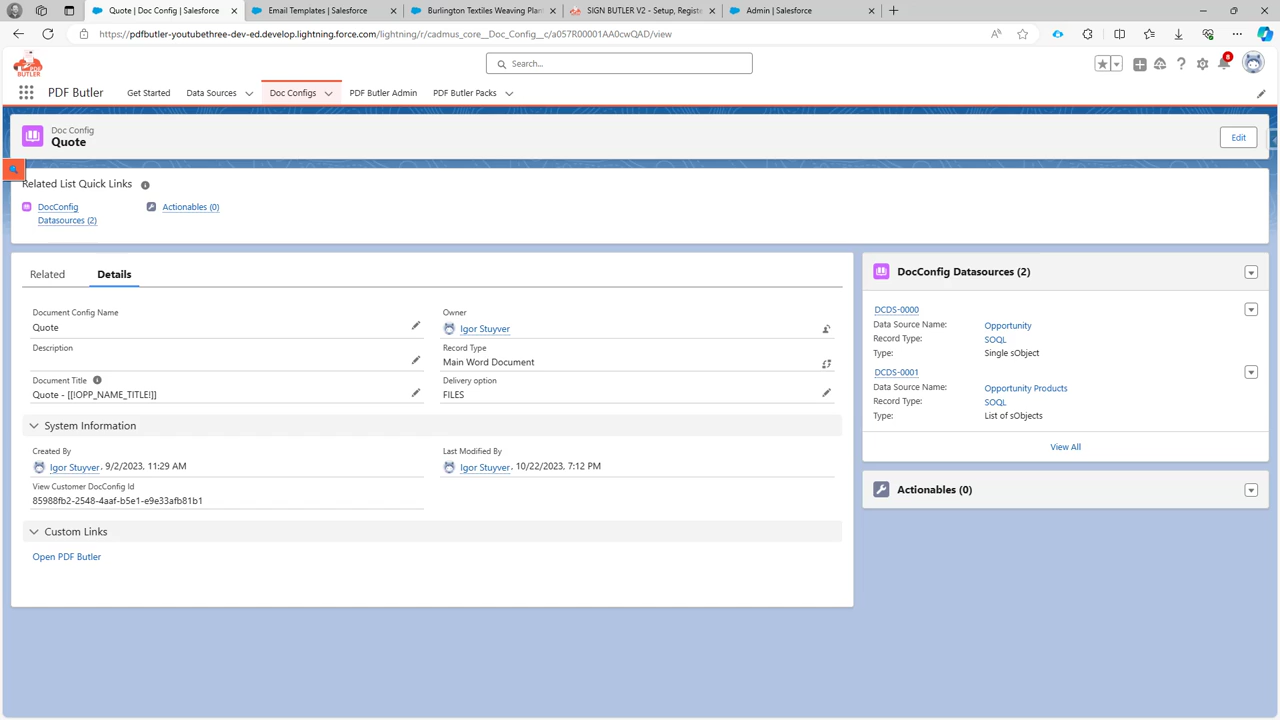 Quote | Doc Config | Salesforce
Email Templates | Salesforce
Burlington Textiles Weaving Plan
SIGN BUTLER V2 - Setup, Registe
Admin | Salesforce
https://pdfbutler-youtubethree-dev-ed.develop.lightning.force.com/lightning/r/cadmus_core__Doc_Config__c/a057R00001AA0cwQAD/view
PDF BUTLER
Search...
8
PDF Butler
Get Started
Data Sources
Doc Configs
PDF Butler Admin
PDF Butler Packs
Doc Config
Quote
Edit
Related List Quick Links
DocConfig Datasources (2)
Actionables (0)
Related
Details
Document Config Name
Quote
Owner
Igor Stuyver
Description
Record Type
Main Word Document
Document Title
Quote - [[!OPP_NAME_TITLE!]]
Delivery option
FILES
System Information
Created By
Igor Stuyver, 9/2/2023, 11:29 AM
Last Modified By
Igor Stuyver, 10/22/2023, 7:12 PM
View Customer DocConfig Id
85988fb2-2548-4aaf-b5e1-e9e33afb81b1
Custom Links
Open PDF Butler
DocConfig Datasources (2)
DCDS-0000
Data Source Name: Opportunity
Record Type: SOQL
Type: Single sObject
DCDS-0001
Data Source Name: Opportunity Products
Record Type: SOQL
Type: List of sObjects
View All
Actionables (0)